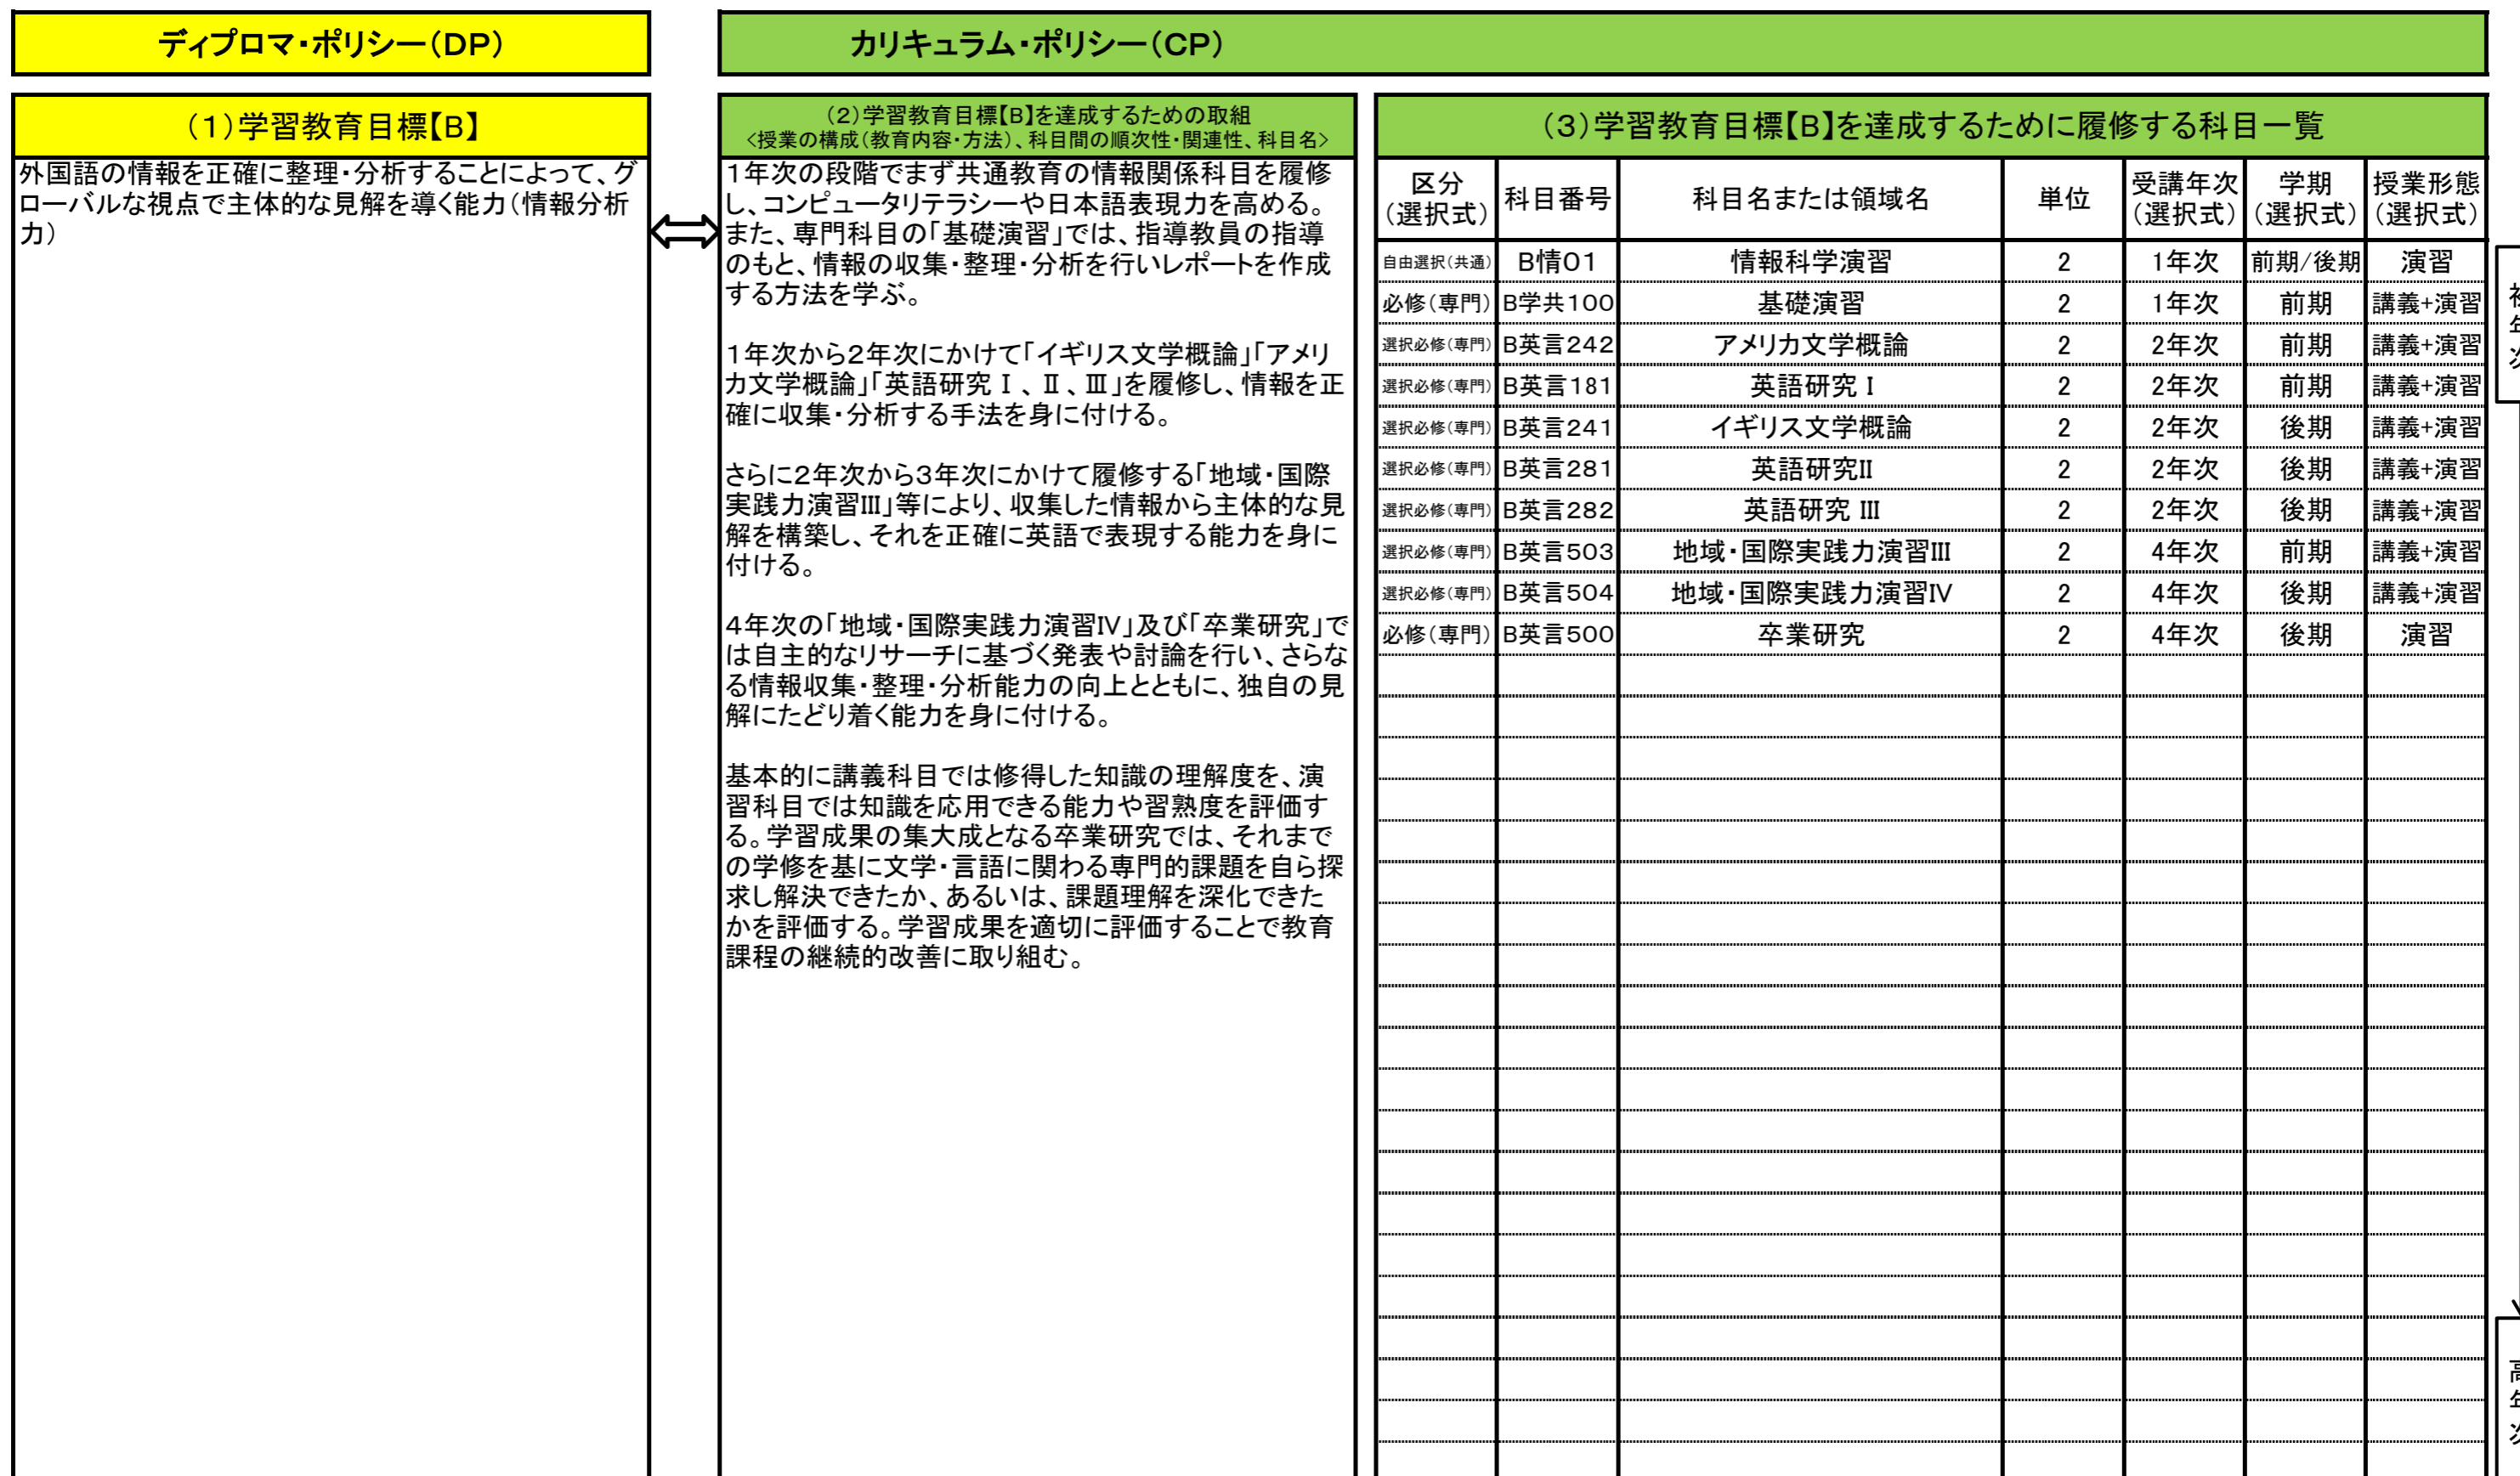 ディプロマ・ポリシー(DP)
カリキュラム・ポリシー(CP)
(1)学習教育目標【B】
外国語の情報を正確に整理・分析することによって、グ
ローバルな視点で主体的な見解を導く能力(情報分析
力)
(2)学習教育目標【B】を達成するための取組
<授業の構成(教育内容・方法)、科目間の順次性・関連性、科目名>
1年次の段階でまず共通教育の情報関係科目を履修
し、コンピュータリテラシーや日本語表現力を高める。
また、専門科目の「基礎演習」では、指導教員の指導
のもと、情報の収集・整理・分析を行いレポートを作成
する方法を学ぶ。
1年次から2年次にかけて「イギリス文学概論」「アメリ
カ文学概論」「英語研究Ⅰ、Ⅱ、Ⅲ」を履修し、情報を正
確に収集・分析する手法を身に付ける。
さらに2年次から3年次にかけて履修する「地域・国際
実践力演習III」等により、収集した情報から主体的な見
解を構築し、それを正確に英語で表現する能力を身に
付ける。
4年次の「地域・国際実践力演習IV」及び「卒業研究」で
は自主的なリサーチに基づく発表や討論を行い、さらな
る情報収集・整理・分析能力の向上とともに、独自の見
解にたどり着く能力を身に付ける。
基本的に講義科目では修得した知識の理解度を、演
習科目では知識を応用できる能力や習熟度を評価す
る。学習成果の集大成となる卒業研究では、それまで
の学修を基に文学・言語に関わる専門的課題を自ら探
求し解決できたか、あるいは、課題理解を深化できた
かを評価する。学習成果を適切に評価することで教育
課程の継続的改善に取り組む。
(3)学習教育目標【B】を達成するために履修する科目一覧
区分(選択式) 科目番号 科目名または領域名 単位 受講年次(選択式) 学期(選択式) 授業形態(選択式)
自由選択(共通) B情01 情報科学演習 2 1年次 前期/後期 演習
必修(専門) B学共100 基礎演習 2 1年次 前期 講義+演習
選択必修(専門) B英言242 アメリカ文学概論 2 2年次 前期 講義+演習
選択必修(専門) B英言181 英語研究 I 2 2年次 前期 講義+演習
選択必修(専門) B英言241 イギリス文学概論 2 2年次 後期 講義+演習
選択必修(専門) B英言281 英語研究II 2 2年次 後期 講義+演習
選択必修(専門) B英言282 英語研究 III 2 2年次 後期 講義+演習
選択必修(専門) B英言503 地域・国際実践力演習III 2 4年次 前期 講義+演習
選択必修(専門) B英言504 地域・国際実践力演習IV 2 4年次 後期 講義+演習
必修(専門) B英言500 卒業研究 2 4年次 後期 演習